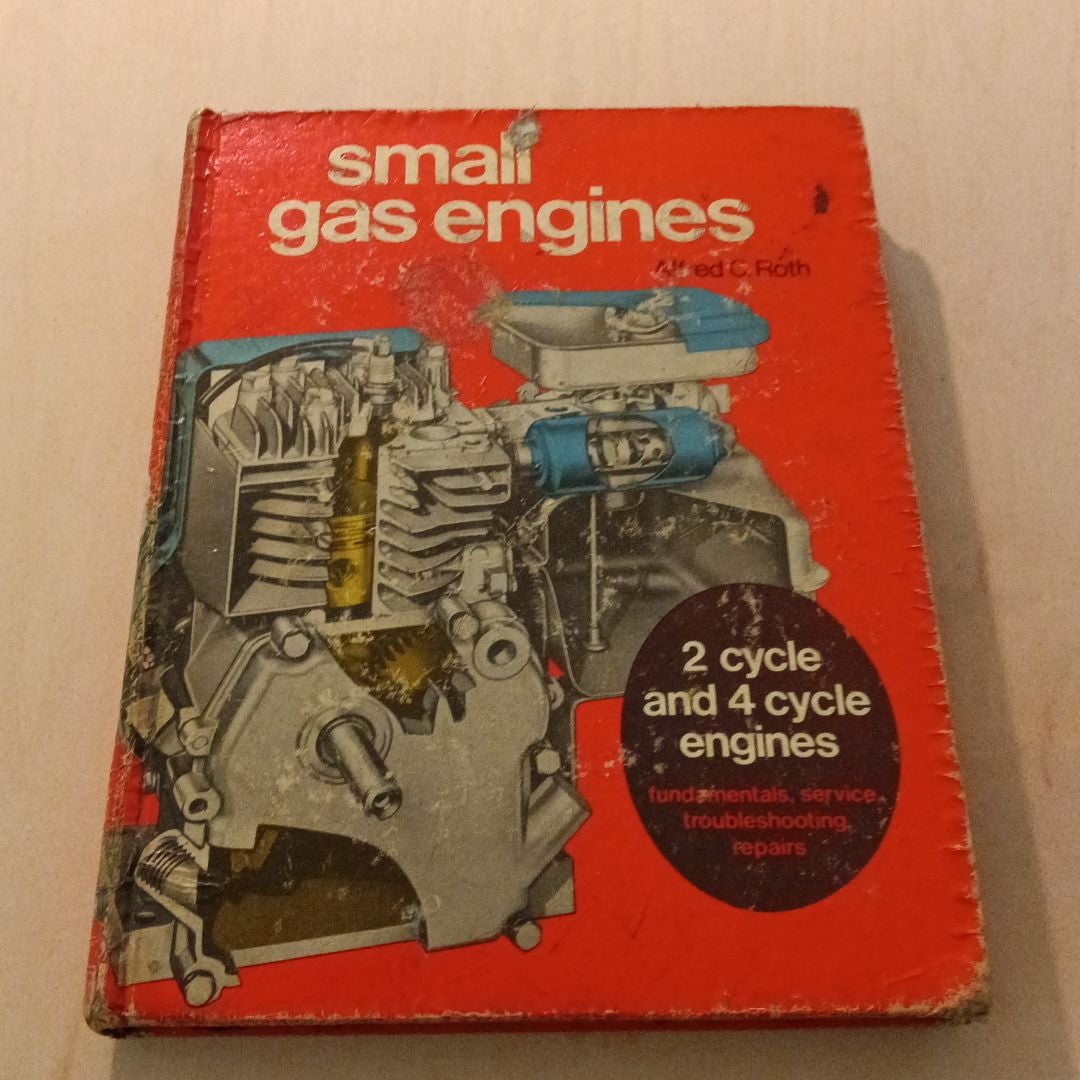 small
gas engines
Alfred C. Roth
2 cycle
and 4 cycle
engines
fundamentals, service,
troubleshooting,
repairs